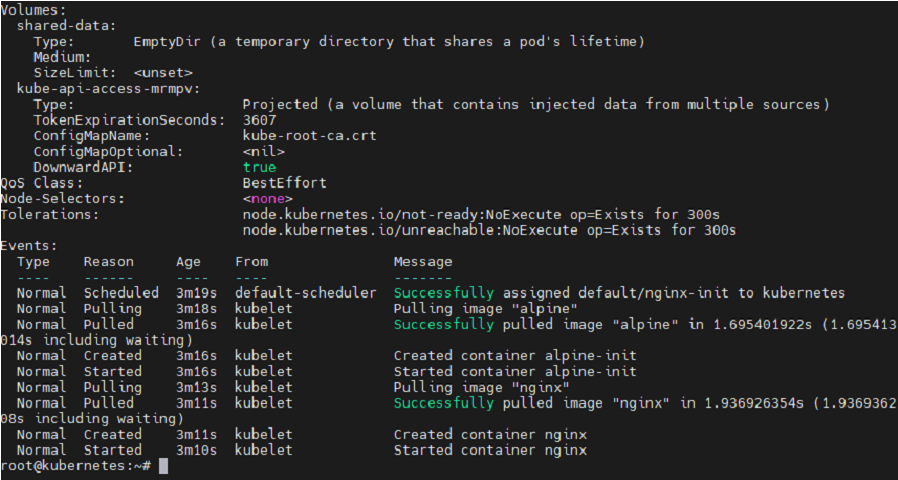 Volumes:
  shared-data:
    Type:       EmptyDir (a temporary directory that shares a pod's lifetime)
    Medium:
    SizeLimit:  <unset>
  kube-api-access-mrmpv:
    Type:                    Projected (a volume that contains injected data from multiple sources)
    TokenExpirationSeconds:  3607
    ConfigMapName:           kube-root-ca.crt
    ConfigMapOptional:       <nil>
    DownwardAPI:             true
QoS Class:                   BestEffort
Node-Selectors:              <none>
Tolerations:                 node.kubernetes.io/not-ready:NoExecute op=Exists for 300s
                             node.kubernetes.io/unreachable:NoExecute op=Exists for 300s
Events:
  Type    Reason     Age    From               Message
  ----    ------     ----   ----               -------
  Normal  Scheduled  3m19s  default-scheduler  Successfully assigned default/nginx-init to kubernetes
  Normal  Pulling    3m18s  kubelet            Pulling image "alpine"
  Normal  Pulled     3m16s  kubelet            Successfully pulled image "alpine" in 1.695401922s (1.695413
014s including waiting)
  Normal  Created    3m16s  kubelet            Created container alpine-init
  Normal  Started    3m16s  kubelet            Started container alpine-init
  Normal  Pulling    3m13s  kubelet            Pulling image "nginx"
  Normal  Pulled     3m11s  kubelet            Successfully pulled image "nginx" in 1.936926354s (1.9369362
08s including waiting)
  Normal  Created    3m11s  kubelet            Created container nginx
  Normal  Started    3m10s  kubelet            Started container nginx
root@kubernetes:~#